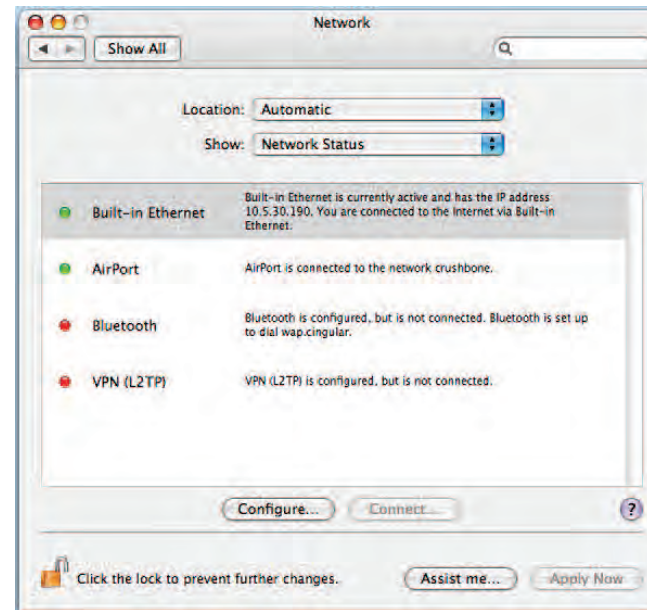 Network
Show All
Location: Automatic
Show: Network Status
Built-in Ethernet
Built-in Ethernet is currently active and has the IP address
10.5.30.190. You are connected to the Internet via Built-in
Ethernet.
AirPort
AirPort is connected to the network crushbone.
Bluetooth
Bluetooth is configured, but is not connected. Bluetooth is set up
to dial wap.cingular.
VPN (L2TP)
VPN (L2TP) is configured, but is not connected.
Configure... Connect... ?
Click the lock to prevent further changes. Assist me... Apply Now